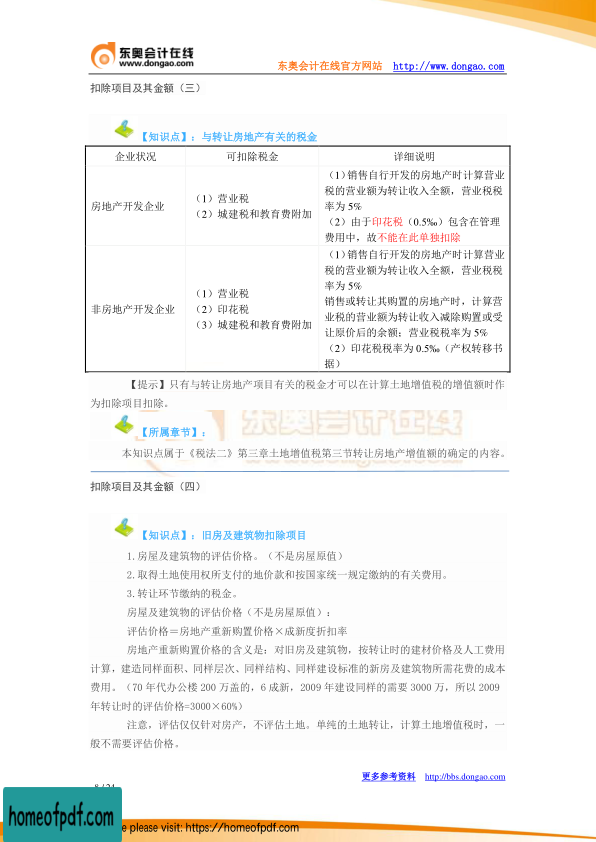 东奥会计在线
www.dongao.com
东奥会计在线官方网站 http://www.dongao.com
扣除项目及其金额（三）
【知识点】：与转让房地产有关的税金
企业状况 可扣除税金 详细说明
房地产开发企业
（1）营业税
（2）城建税和教育费附加
（1）销售自行开发的房地产时计算营业
税的营业额为转让收入全额，营业税税
率为 5%
（2）由于印花税（0.5‰）包含在管理
费用中，故不能在此单独扣除
非房地产开发企业
（1）营业税
（2）印花税
（3）城建税和教育费附加
（1）销售自行开发的房地产时计算营业
税的营业额为转让收入全额，营业税税
率为 5%
销售或转让其购置的房地产时，计算营
业税的营业额为转让收入减除购置或受
让原价后的余额；营业税税率为 5%
（2）印花税税率为 0.5‰（产权转移书
据）
【提示】只有与转让房地产项目有关的税金才可以在计算土地增值税的增值额时作
为扣除项目扣除。
东奥会计在线
【所属章节】：
本知识点属于《税法二》第三章土地增值税第三节转让房地产增值额的确定的内容。
扣除项目及其金额（四）
【知识点】：旧房及建筑物扣除项目
1.房屋及建筑物的评估价格。（不是房屋原值）
2.取得土地使用权所支付的地价款和按国家统一规定缴纳的有关费用。
3.转让环节缴纳的税金。
房屋及建筑物的评估价格（不是房屋原值）：
评估价格＝房地产重新购置价格×成新度折扣率
房地产重新购置价格的含义是：对旧房及建筑物，按转让时的建材价格及人工费用
计算，建造同样面积、同样层次、同样结构、同样建设标准的新房及建筑物所需花费的成本
费用。（70 年代办公楼 200 万盖的，6 成新，2009 年建设同样的需要 3000 万，所以 2009
年转让时的评估价格=3000×60%）
注意，评估仅仅针对房产，不评估土地。单纯的土地转让，计算土地增值税时，一
般不需要评估价格。
更多参考资料 http://bbs.dongao.com
8 / 24
homeofpdf.com
please visit: https://homeofpdf.com